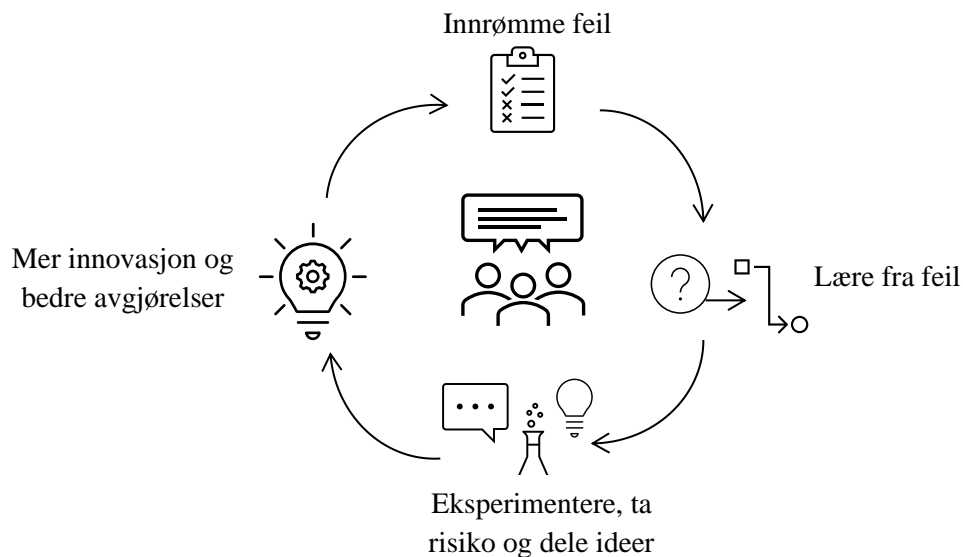 Innrømme feil
Mer innovasjon og
bedre avgjørelser
Lære fra feil
Eksperimentere, ta
risiko og dele ideer